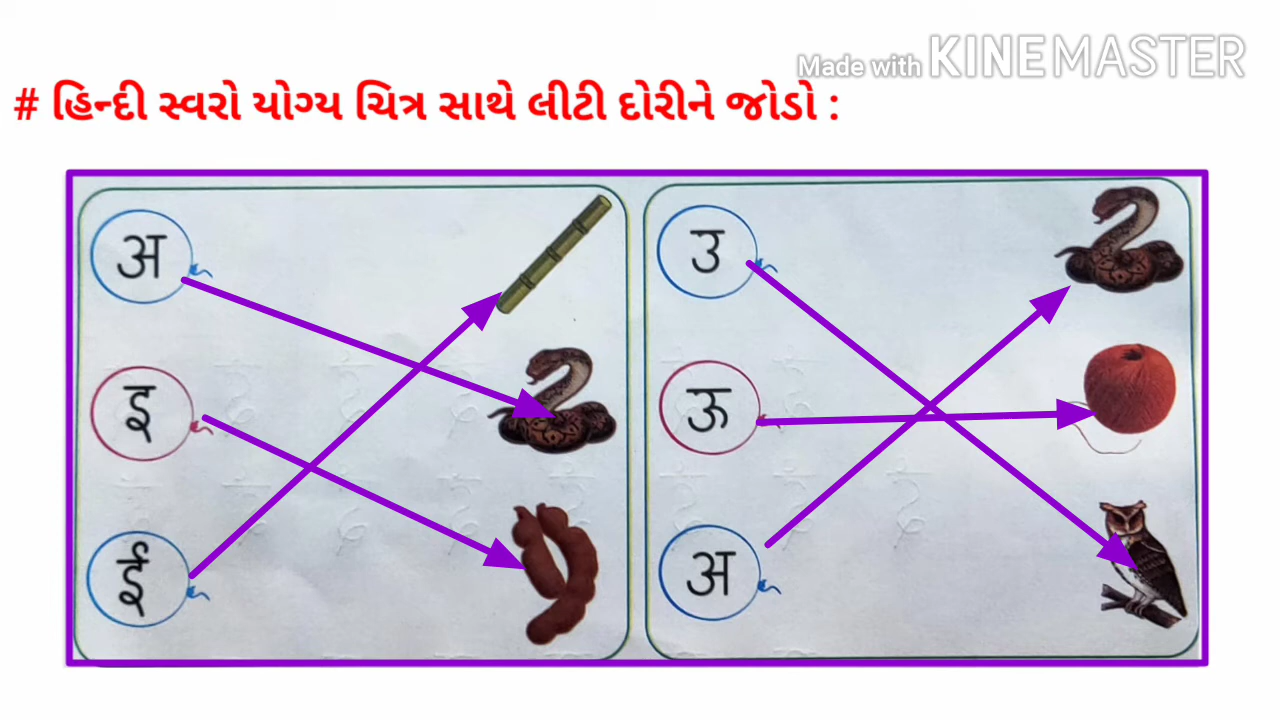 Made with KINEMASTER
# હિન્દી સ્વરો યોગ્ય ચિત્ર સાથે લીટી દોરીને જોડો :
अ
इ
ई
उ
ऊ
अ